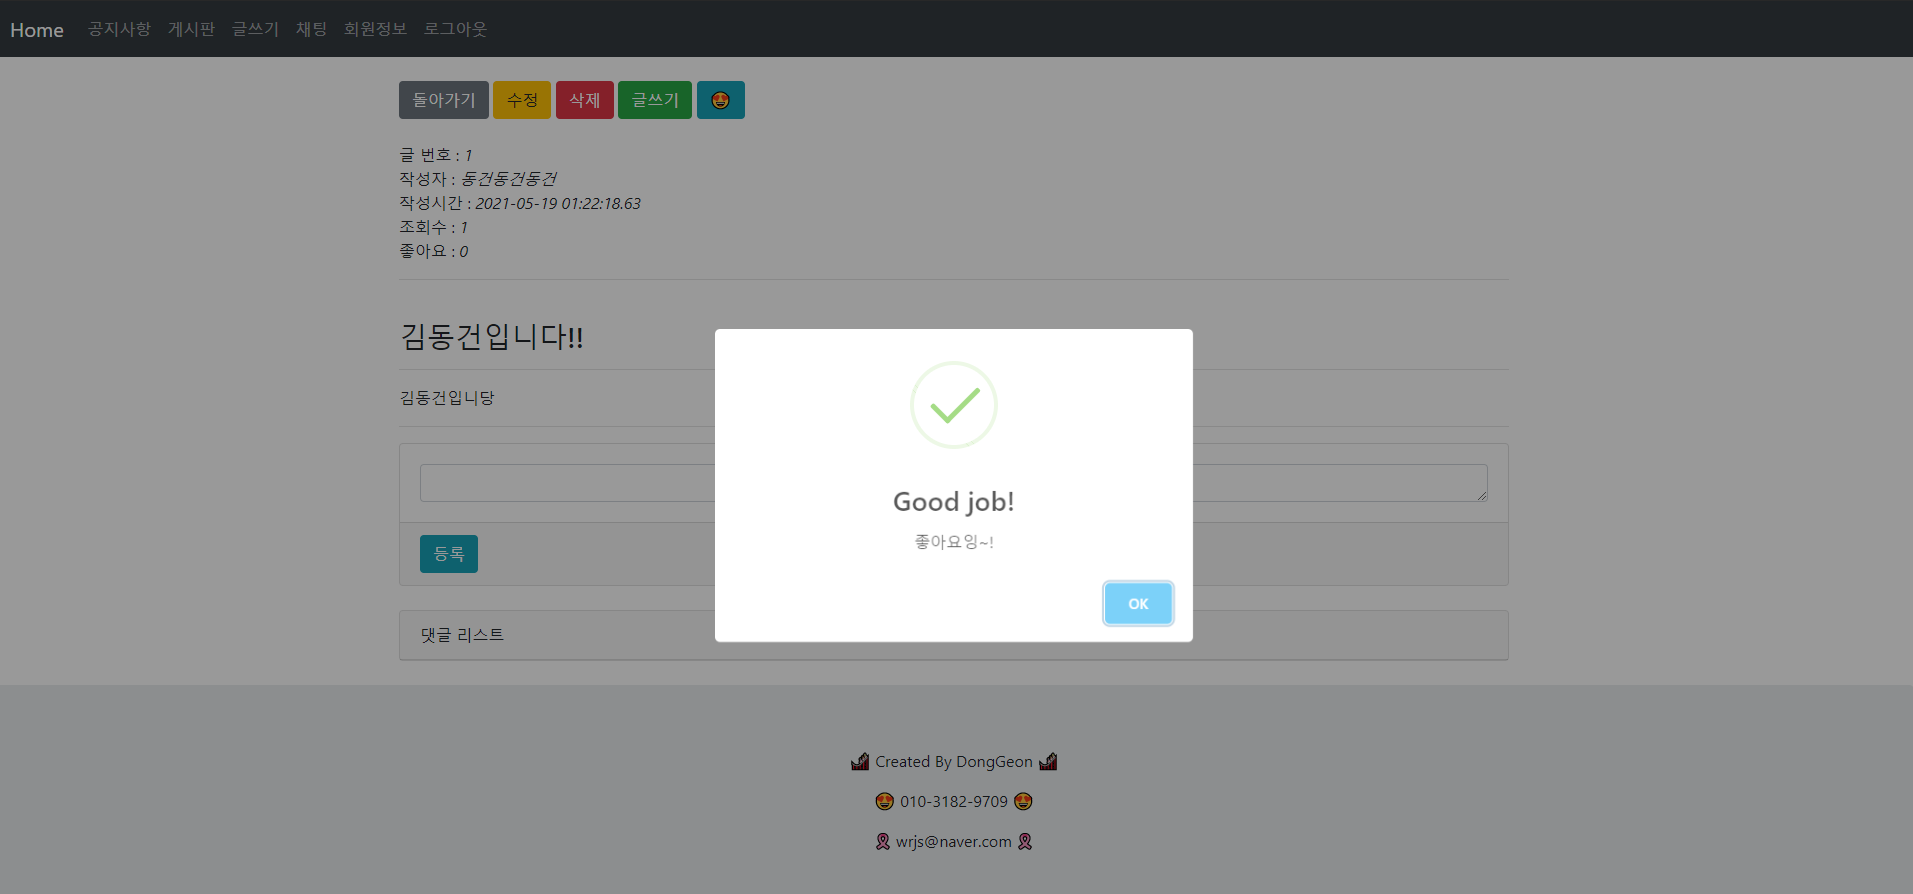 Home 공지사항 게시판 글쓰기 채팅 회원정보 로그아웃
돌아가기 수정 삭제 글쓰기
글 번호 : 1
작성자 : 동건동건동건
작성시간 : 2021-05-19 01:22:18.63
조회수 : 1
좋아요 : 0
김동건입니다!!
김동건입니당
Good job!
좋아요잉~!
OK
등록
댓글 리스트
Created By DongGeon
010-3182-9709
wrjs@naver.com